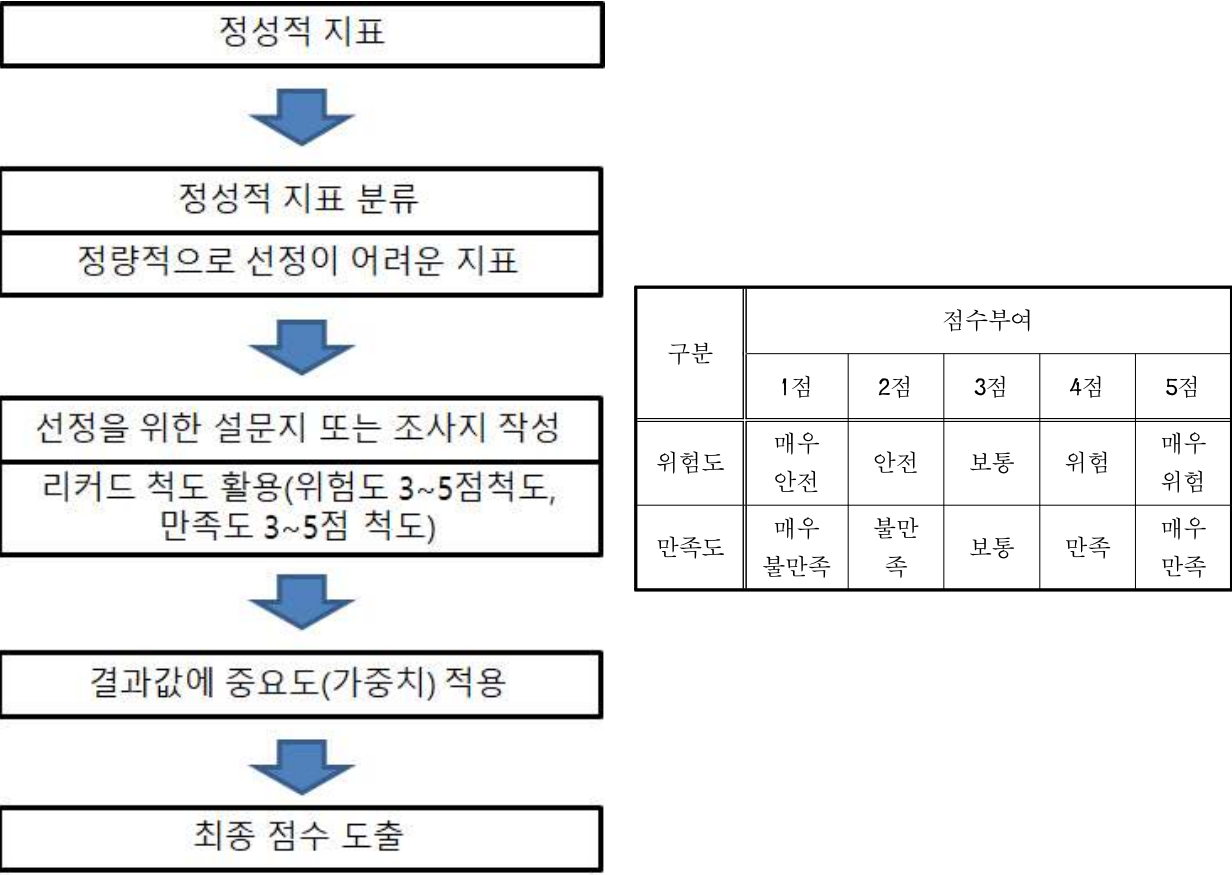 정성적 지표
정성적 지표 분류
정량적으로 선정이 어려운 지표
선정을 위한 설문지 또는 조사지 작성
리커드 척도 활용(위험도 3~5점척도,
만족도 3~5점 척도)
결과값에 중요도(가중치) 적용
최종 점수 도출
구분 점수부여
1점 2점 3점 4점 5점
위험도 매우 안전 안전 보통 위험 매우 위험
만족도 매우 불만족 불만족 보통 만족 매우 만족